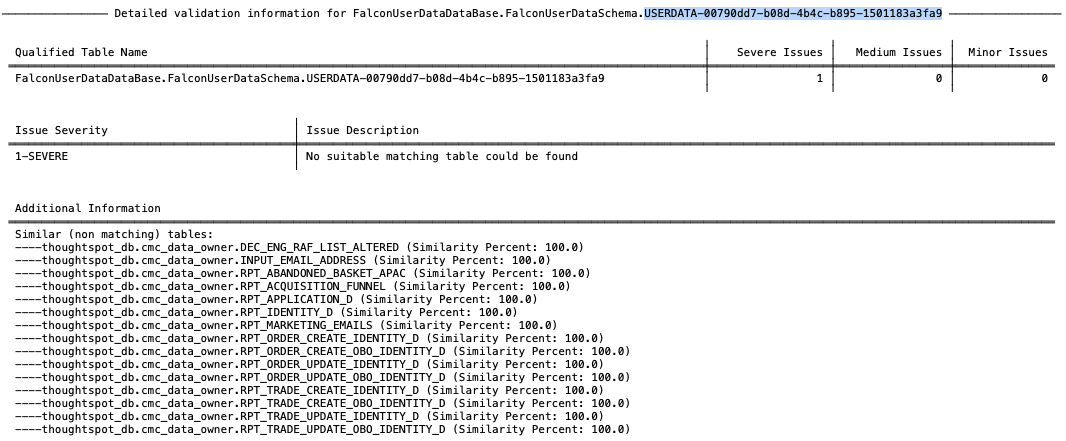 Detailed validation information for FalconUserDataDataBase.FalconUserDataSchema.USERDATA-00790dd7-b08d-4b4c-b895-1501183a3fa9
Qualified Table Name Severe Issues Medium Issues Minor Issues
FalconUserDataDataBase.FalconUserDataSchema.USERDATA-00790dd7-b08d-4b4c-b895-1501183a3fa9 1 0 0
Issue Severity Issue Description
1-SEVERE No suitable matching table could be found
Additional Information
Similar (non matching) tables:
----thoughtspot_db.cmc_data_owner.DEC_ENG_RAF_LIST_ALTERED (Similarity Percent: 100.0)
----thoughtspot_db.cmc_data_owner.INPUT_EMAIL_ADDRESS (Similarity Percent: 100.0)
----thoughtspot_db.cmc_data_owner.RPT_ABANDONED_BASKET_APAC (Similarity Percent: 100.0)
----thoughtspot_db.cmc_data_owner.RPT_ACQUISITION_FUNNEL (Similarity Percent: 100.0)
----thoughtspot_db.cmc_data_owner.RPT_APPLICATION_D (Similarity Percent: 100.0)
----thoughtspot_db.cmc_data_owner.RPT_IDENTITY_D (Similarity Percent: 100.0)
----thoughtspot_db.cmc_data_owner.RPT_MARKETING_EMAILS (Similarity Percent: 100.0)
----thoughtspot_db.cmc_data_owner.RPT_ORDER_CREATE_IDENTITY_D (Similarity Percent: 100.0)
----thoughtspot_db.cmc_data_owner.RPT_ORDER_CREATE_OBO_IDENTITY_D (Similarity Percent: 100.0)
----thoughtspot_db.cmc_data_owner.RPT_ORDER_UPDATE_IDENTITY_D (Similarity Percent: 100.0)
----thoughtspot_db.cmc_data_owner.RPT_ORDER_UPDATE_OBO_IDENTITY_D (Similarity Percent: 100.0)
----thoughtspot_db.cmc_data_owner.RPT_TRADE_CREATE_IDENTITY_D (Similarity Percent: 100.0)
----thoughtspot_db.cmc_data_owner.RPT_TRADE_CREATE_OBO_IDENTITY_D (Similarity Percent: 100.0)
----thoughtspot_db.cmc_data_owner.RPT_TRADE_UPDATE_IDENTITY_D (Similarity Percent: 100.0)
----thoughtspot_db.cmc_data_owner.RPT_TRADE_UPDATE_OBO_IDENTITY_D (Similarity Percent: 100.0)